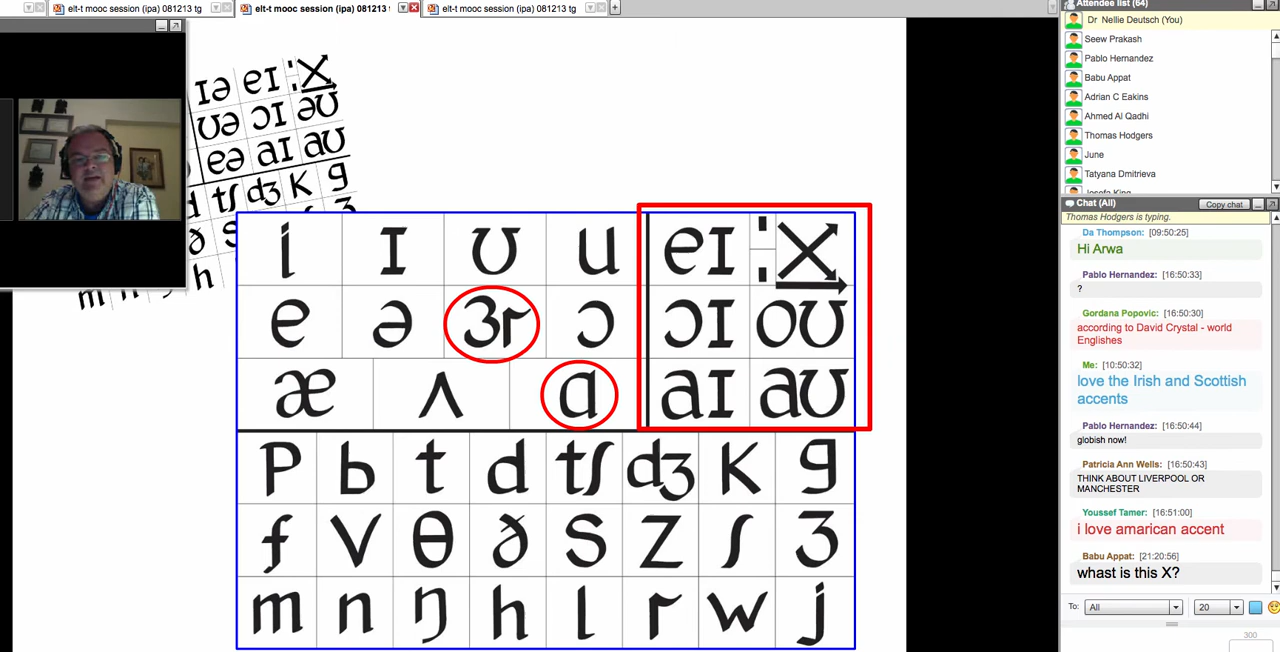 elt-t mooc session (ipa) 081213 tg
elt-t mooc session (ipa) 081213
elt-t mooc session (ipa) 081213 tg
ɪə eɪ
ʊə ɔɪ əʊ
eə aɪ aʊ
tʃ dʒ k g
i ɪ ʊ u eɪ
e ə ɜr ɔ ɔɪ oʊ
æ ʌ ɑ aɪ aʊ
p b t d tʃ dʒ k g
f v θ ð s z ʃ ʒ
m n ŋ h l r w j
Attendee list (64)
Dr Nellie Deutsch (You)
Seew Prakash
Pablo Hernandez
Babu Appat
Adrian C Eakins
Ahmed Al Qadhi
Thomas Hodgers
June
Tatyana Dmitrieva
Josefa King
Chat (All)
Copy chat
Thomas Hodgers is typing.
Da Thompson: [09:50:25]
Hi Arwa
Pablo Hernandez: [16:50:33]
?
Gordana Popovic: [16:50:30]
according to David Crystal - world
Englishes
Me: [10:50:32]
love the Irish and Scottish
accents
Pablo Hernandez: [16:50:44]
globish now!
Patricia Ann Wells: [16:50:43]
THINK ABOUT LIVERPOOL OR
MANCHESTER
Youssef Tamer: [16:51:00]
i love amarican accent
Babu Appat: [21:20:56]
whast is this X?
To: All 20
300